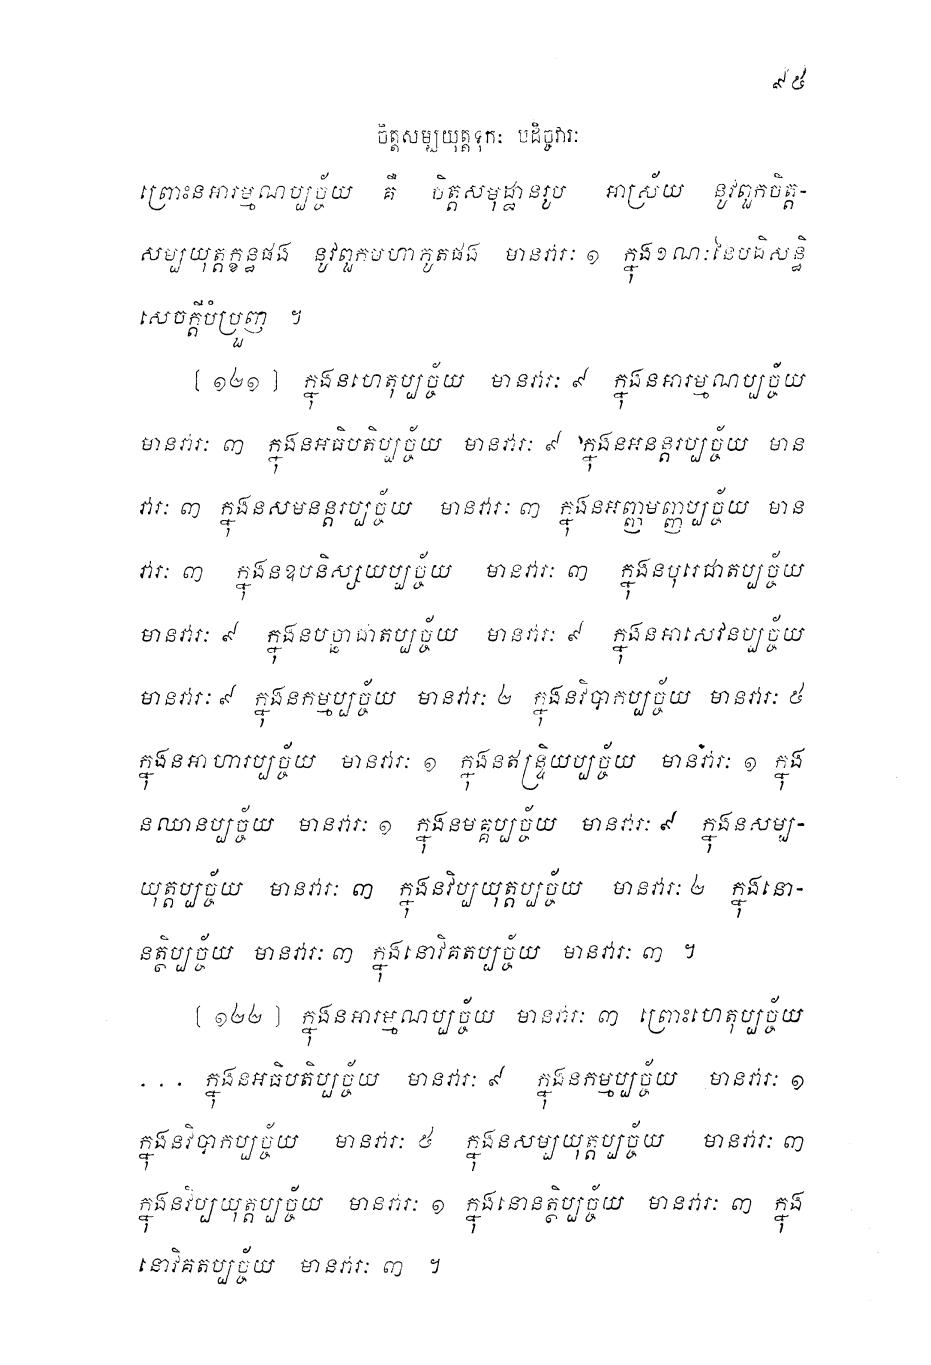 ៩៥
ចិត្តសម្បយុត្តទុកៈ បដិច្ចវារៈ
ព្រោះនអារម្មណប្បច្ច័យ គឺ ចិត្តសមុដ្ឋានរូប អាស្រ័យ នូវពួកចិត្ត-
សម្បយុត្តក្ខន្ធផង នូវពួកមហាភូតផង មានវារៈ ១ ក្នុងខណៈនៃបដិសន្ធិ
សេចក្តីបំប្រួញ ។
[ ១២១ ] ក្នុងនហេតុប្បច្ច័យ មានវារៈ ៩ ក្នុងនអារម្មណប្បច្ច័យ
មានវារៈ ៣ ក្នុងនអធិបតិប្បច្ច័យ មានវារៈ ៩ ក្នុងនអនន្តរប្បច្ច័យ មាន
វារៈ ៣ ក្នុងនសមនន្តរប្បច្ច័យ មានវារៈ ៣ ក្នុងនអញ្ញមញ្ញប្បច្ច័យ មាន
វារៈ ៣ ក្នុងនឧបនិស្សយប្បច្ច័យ មានវារៈ ៣ ក្នុងនបុរេជាតប្បច្ច័យ
មានវារៈ ៩ ក្នុងនបច្ឆាជាតប្បច្ច័យ មានវារៈ ៩ ក្នុងនអាសេវនប្បច្ច័យ
មានវារៈ ៩ ក្នុងនកម្មប្បច្ច័យ មានវារៈ ២ ក្នុងនវិបាកប្បច្ច័យ មានវារៈ ៥
ក្នុងនអាហារប្បច្ច័យ មានវារៈ ១ ក្នុងនឥន្ទ្រិយប្បច្ច័យ មានវារៈ ១ ក្នុង
នឈានប្បច្ច័យ មានវារៈ ១ ក្នុងនមគ្គប្បច្ច័យ មានវារៈ ៩ ក្នុងនសម្ប-
យុត្តប្បច្ច័យ មានវារៈ ៣ ក្នុងនវិប្បយុត្តប្បច្ច័យ មានវារៈ ២ ក្នុងនោ-
នត្ថិប្បច្ច័យ មានវារៈ ៣ ក្នុងនោវិគតប្បច្ច័យ មានវារៈ ៣ ។
[ ១២២ ] ក្នុងនអារម្មណប្បច្ច័យ មានវារៈ ៣ ព្រោះហេតុប្បច្ច័យ
... ក្នុងនអធិបតិប្បច្ច័យ មានវារៈ ៩ ក្នុងនកម្មប្បច្ច័យ មានវារៈ ១
ក្នុងនវិបាកប្បច្ច័យ មានវារៈ ៥ ក្នុងនសម្បយុត្តប្បច្ច័យ មានវារៈ ៣
ក្នុងនវិប្បយុត្តប្បច្ច័យ មានវារៈ ១ ក្នុងនោនត្ថិប្បច្ច័យ មានវារៈ ៣ ក្នុង
នោវិគតប្បច្ច័យ មានវារៈ ៣ ។